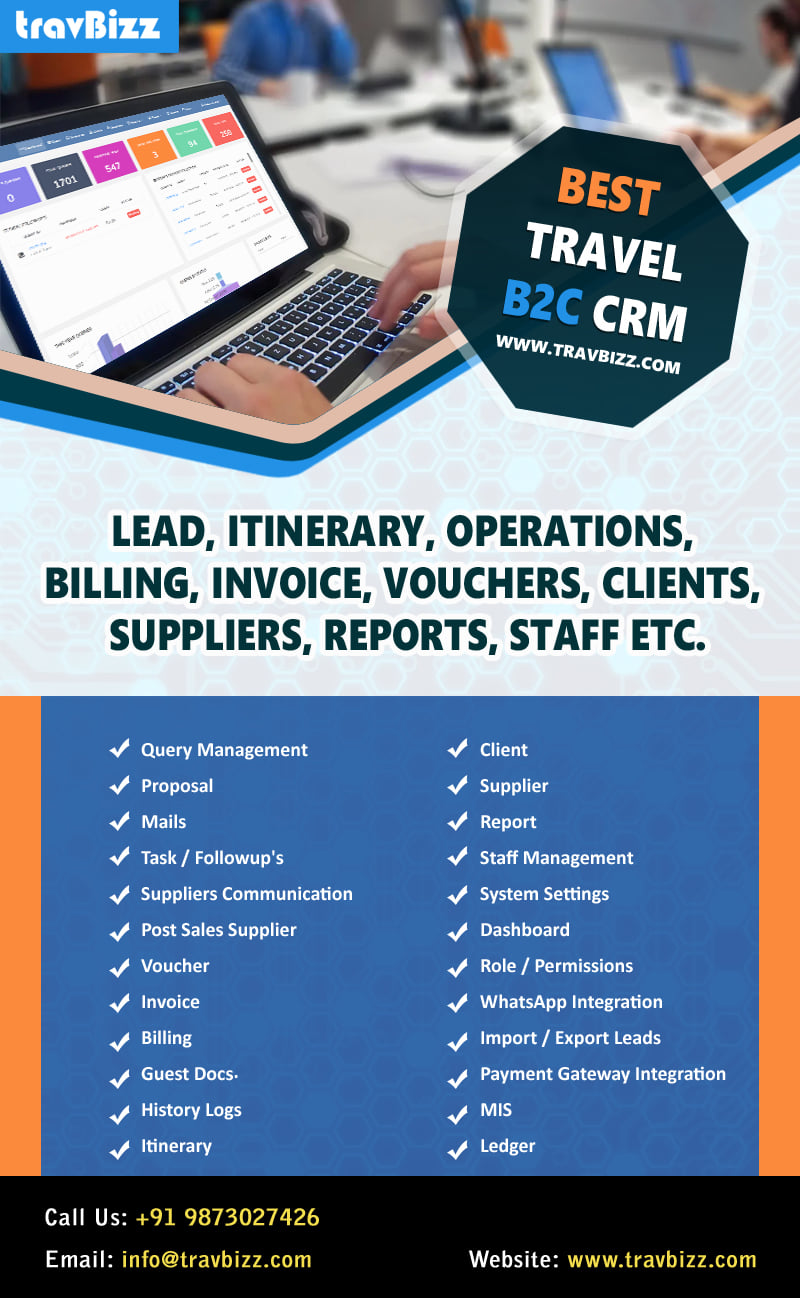 travBizz
0
1701
547
3
94
258
BEST
TRAVEL
B2C CRM
WWW.TRAVBIZZ.COM
LEAD, ITINERARY, OPERATIONS,
BILLING, INVOICE, VOUCHERS, CLIENTS,
SUPPLIERS, REPORTS, STAFF ETC.
Query Management
Proposal
Mails
Task / Followup's
Suppliers Communication
Post Sales Supplier
Voucher
Invoice
Billing
Guest Docs.
History Logs
Itinerary
Client
Supplier
Report
Staff Management
System Settings
Dashboard
Role / Permissions
WhatsApp Integration
Import / Export Leads
Payment Gateway Integration
MIS
Ledger
Call Us: +91 9873027426
Email: info@travbizz.com
Website: www.travbizz.com